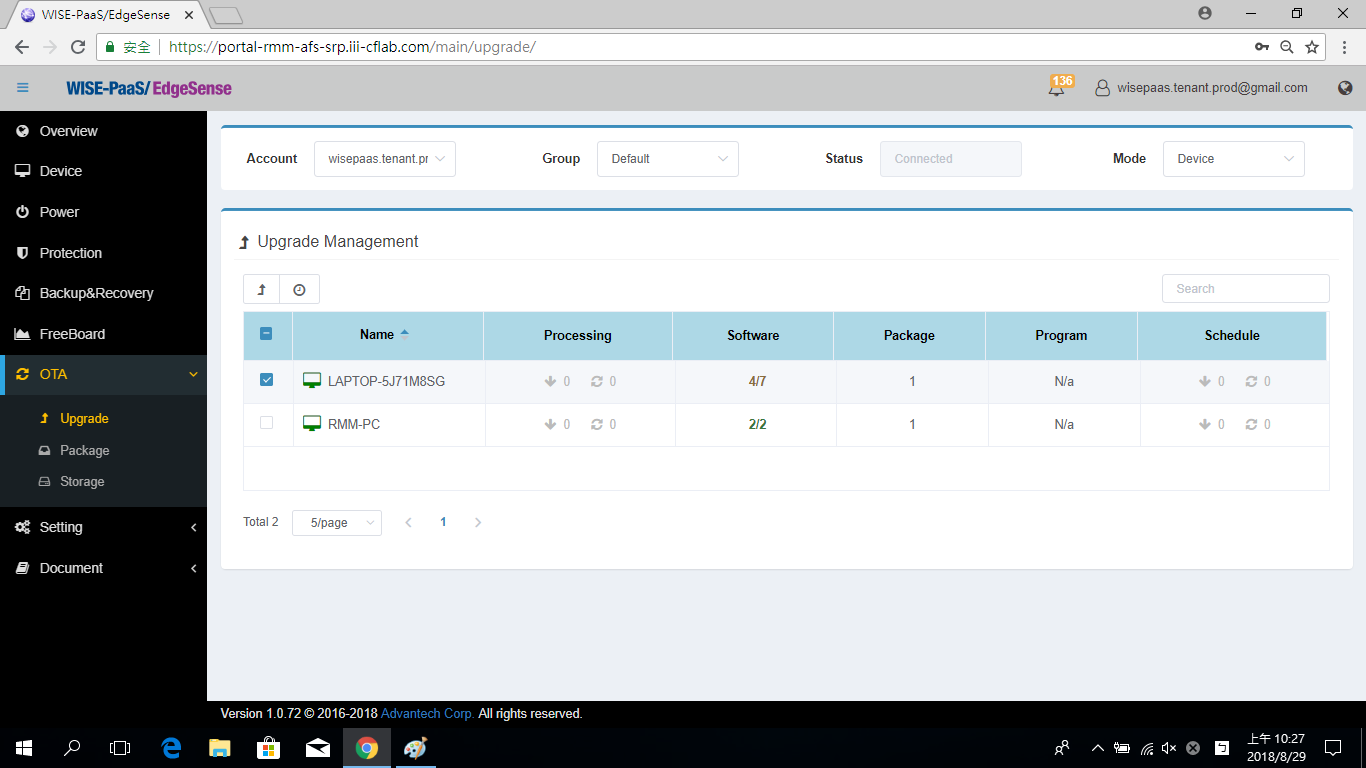 WISE-PaaS/EdgeSense
安全 https://portal-rmm-afs-srp.iii-cflab.com/main/upgrade/
WISE-PaaS/EdgeSense
136
wisepaas.tenant.prod@gmail.com
Overview
Device
Power
Protection
Backup&Recovery
FreeBoard
OTA
Upgrade
Package
Storage
Setting
Document
Account wisepaas.tenant.pr Group Default Status Connected Mode Device
Upgrade Management
Search
Name Processing Software Package Program Schedule
LAPTOP-5J71M8SG 0 0 4/7 1 N/a 0 0
RMM-PC 0 0 2/2 1 N/a 0 0
Total 2 5/page 1
Version 1.0.72 © 2016-2018 Advantech Corp. All rights reserved.
上午 10:27
2018/8/29